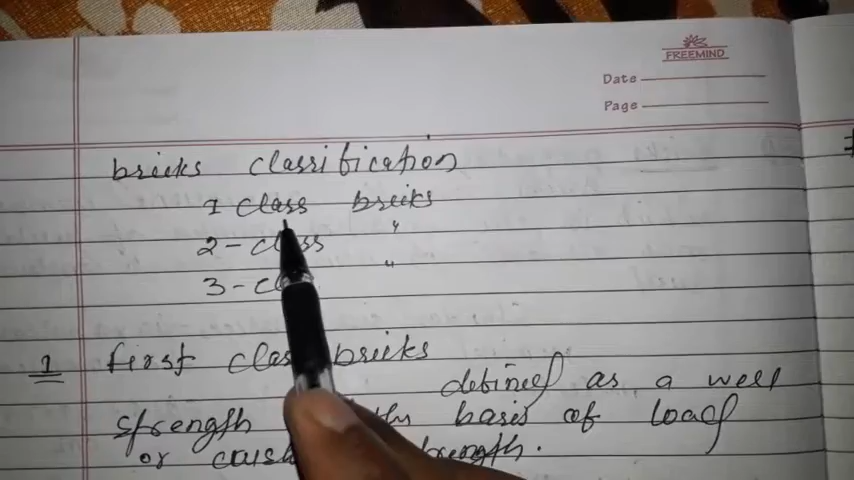 FREEMIND
Date
Page
bricks classification
1 class bricks
2 - class "
3 - "
1 first class bricks
defined as a well
strength basis of load
or